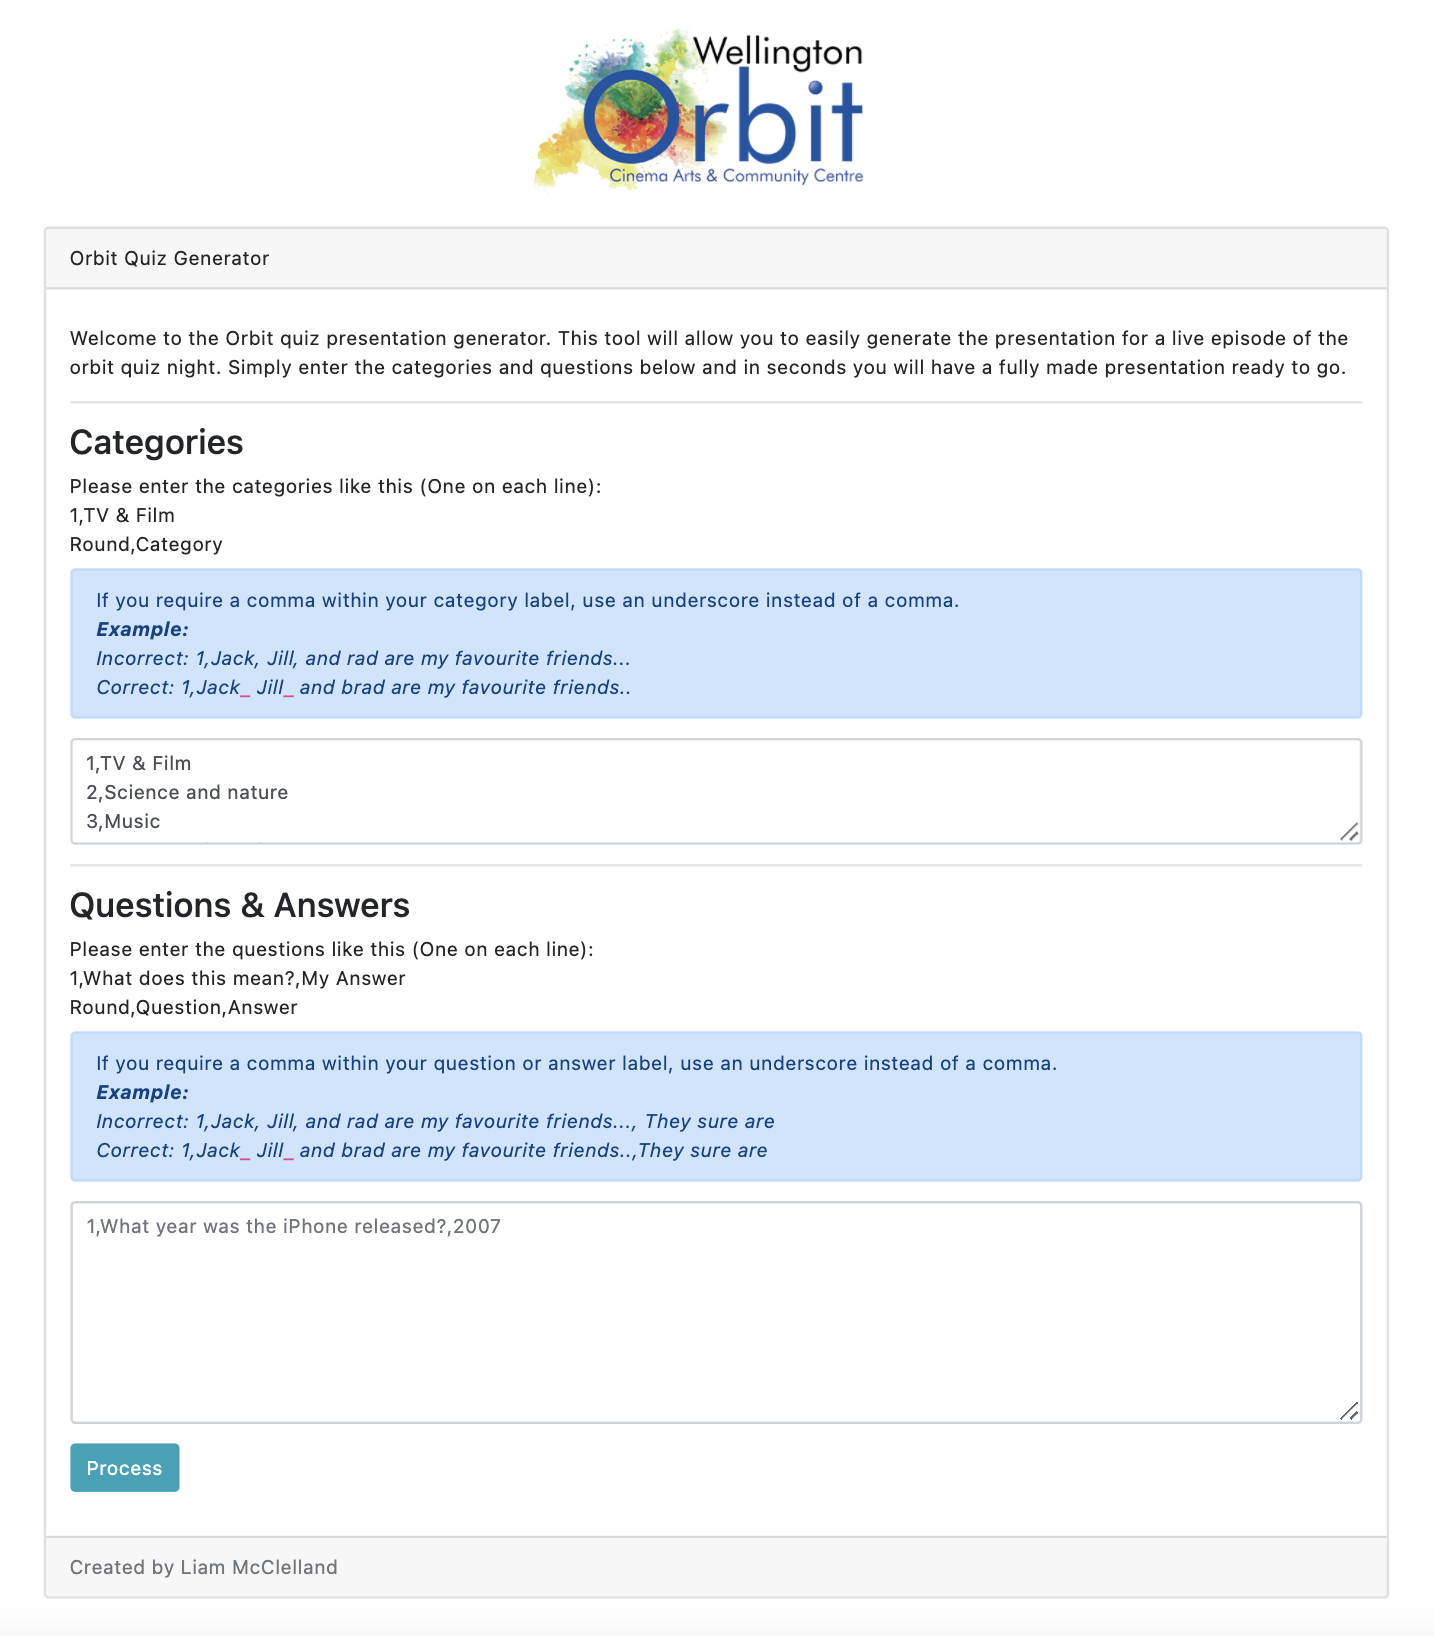 Wellington
Orbit
Cinema Arts & Community Centre
Orbit Quiz Generator
Welcome to the Orbit quiz presentation generator. This tool will allow you to easily generate the presentation for a live episode of the
orbit quiz night. Simply enter the categories and questions below and in seconds you will have a fully made presentation ready to go.
Categories
Please enter the categories like this (One on each line):
1,TV & Film
Round,Category
If you require a comma within your category label, use an underscore instead of a comma.
Example:
Incorrect: 1,Jack, Jill, and rad are my favourite friends...
Correct: 1,Jack_ Jill_ and brad are my favourite friends..
1,TV & Film
2,Science and nature
3,Music
Questions & Answers
Please enter the questions like this (One on each line):
1,What does this mean?,My Answer
Round,Question,Answer
If you require a comma within your question or answer label, use an underscore instead of a comma.
Example:
Incorrect: 1,Jack, Jill, and rad are my favourite friends..., They sure are
Correct: 1,Jack_ Jill_ and brad are my favourite friends..,They sure are
1,What year was the iPhone released?,2007
Process
Created by Liam McClelland